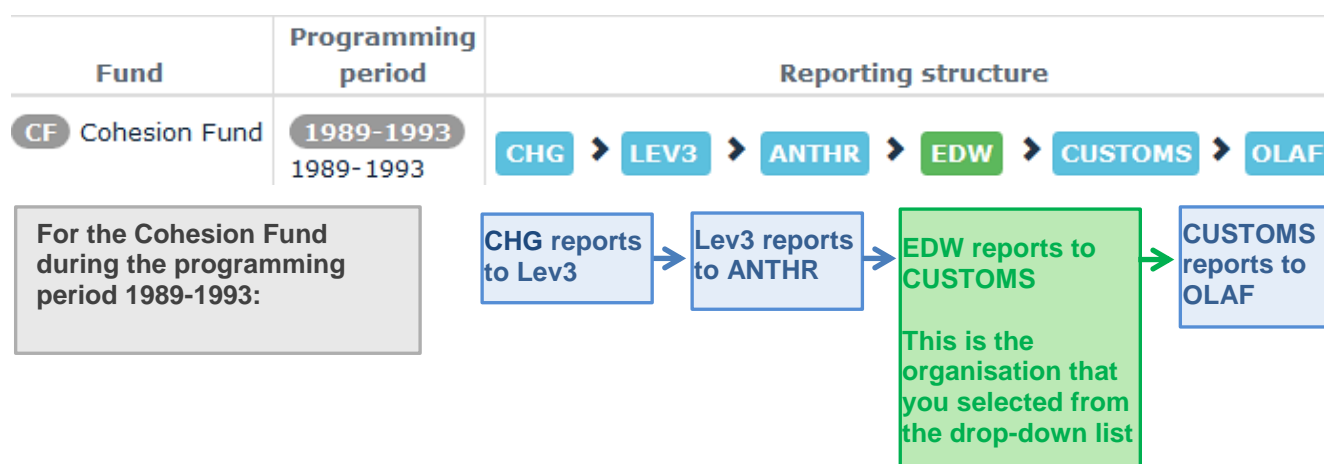 Fund
Programming
period
Reporting structure
CF Cohesion Fund
1989-1993
1989-1993
CHG LEV3 ANTHR EDW CUSTOMS OLAF
For the Cohesion Fund
during the programming
period 1989-1993:
CHG reports
to Lev3
Lev3 reports
to ANTHR
EDW reports to
CUSTOMS
This is the
organisation that
you selected from
the drop-down list
CUSTOMS
reports to
OLAF